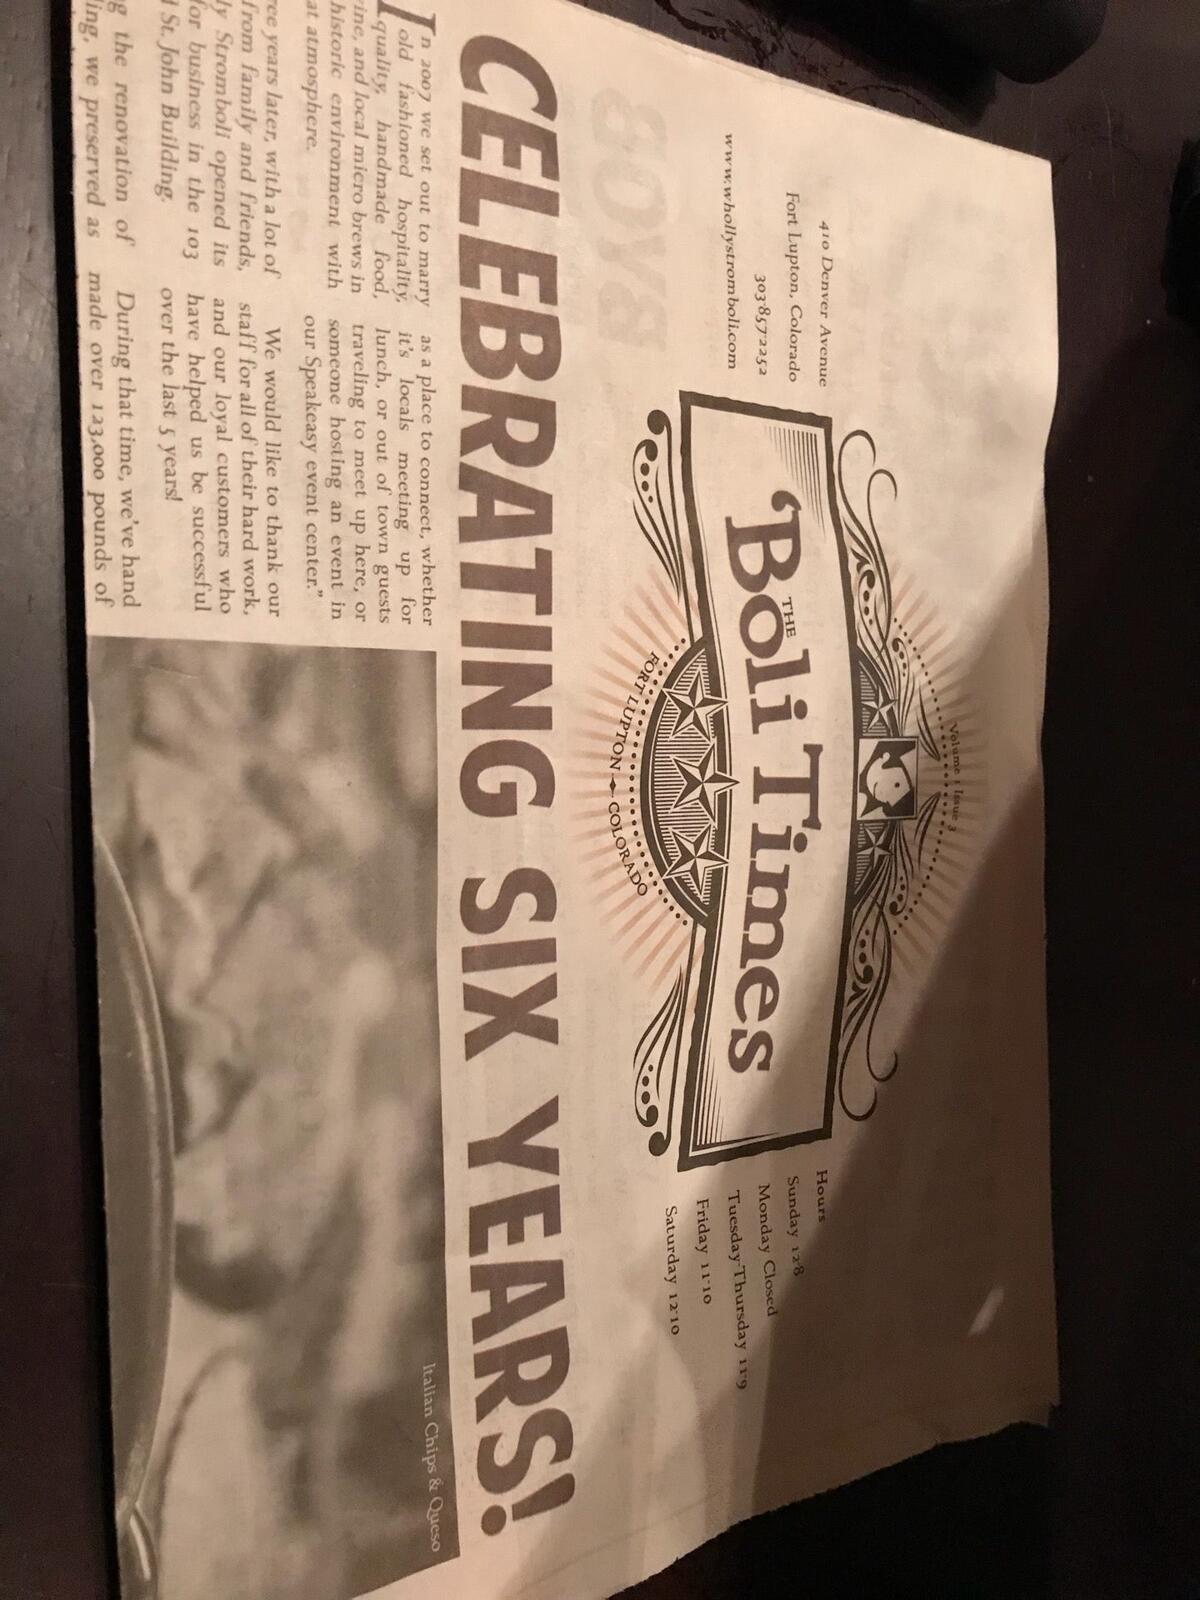 Volume 1 Issue 3
410 Denver Avenue
Fort Lupton, Colorado
303·857·2252
www.whollystromboli.com
THE
Boli Times
FORT LUPTON COLORADO
Hours
Sunday 12-8
Monday Closed
Tuesday-Thursday 11-9
Friday 11-10
Saturday 12-10
CELEBRATING SIX YEARS!
In 2007 we set out to marry
old fashioned hospitality,
quality, handmade food,
and local micro brews in
historic environment with
at atmosphere.
years later, with a lot of
from family and friends,
Stromboli opened its
for business in the 103
St. John Building.
the renovation of
we preserved as
as a place to connect, whether
it's locals meeting up for
lunch, or out of town guests
traveling to meet up here, or
someone hosting an event in
our Speakeasy event center."
We would like to thank our
staff for all of their hard work,
and our loyal customers who
have helped us be successful
over the last 5 years!
During that time, we've hand
made over 123,000 pounds of
Italian Chips & Queso